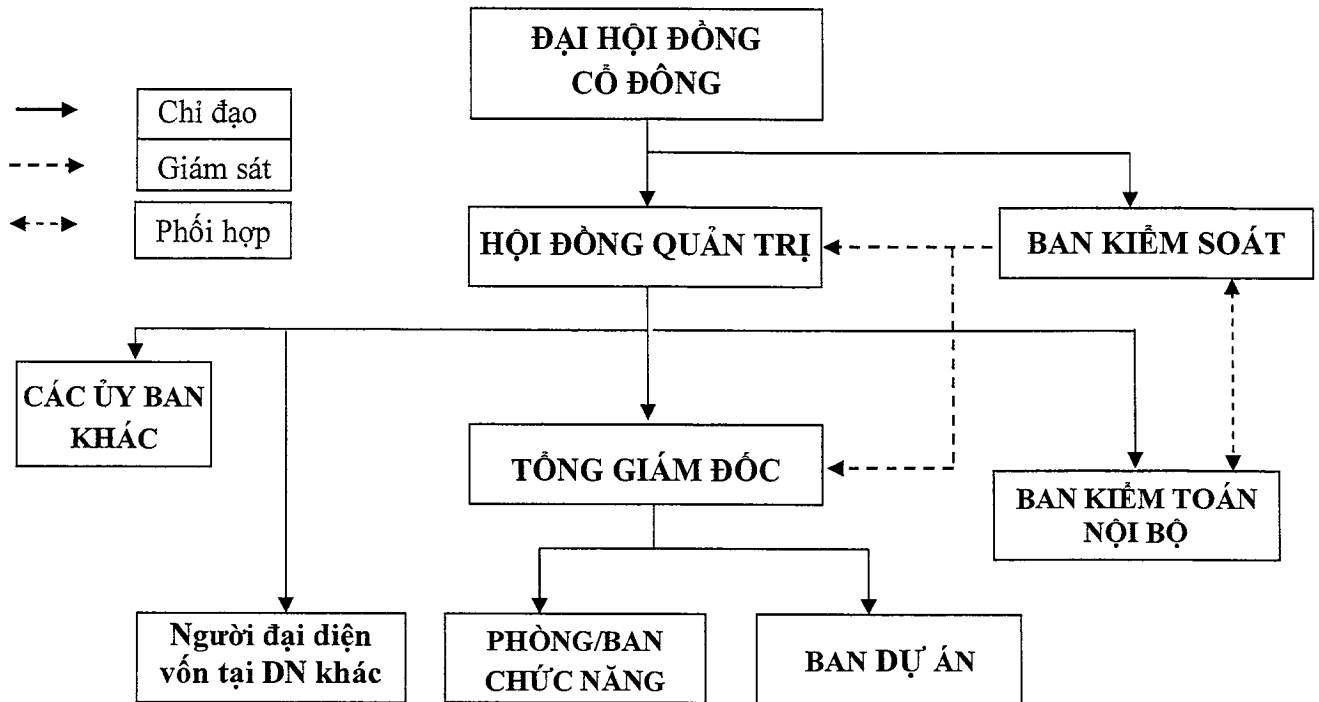 ĐẠI HỘI ĐỒNG
CỔ ĐÔNG
Chỉ đạo
Giám sát
Phối hợp
HỘI ĐỒNG QUẢN TRỊ
BAN KIỂM SOÁT
CÁC ỦY BAN
KHÁC
TỔNG GIÁM ĐỐC
BAN KIỂM TOÁN
NỘI BỘ
Người đại diện
vốn tại DN khác
PHÒNG/BAN
CHỨC NĂNG
BAN DỰ ÁN